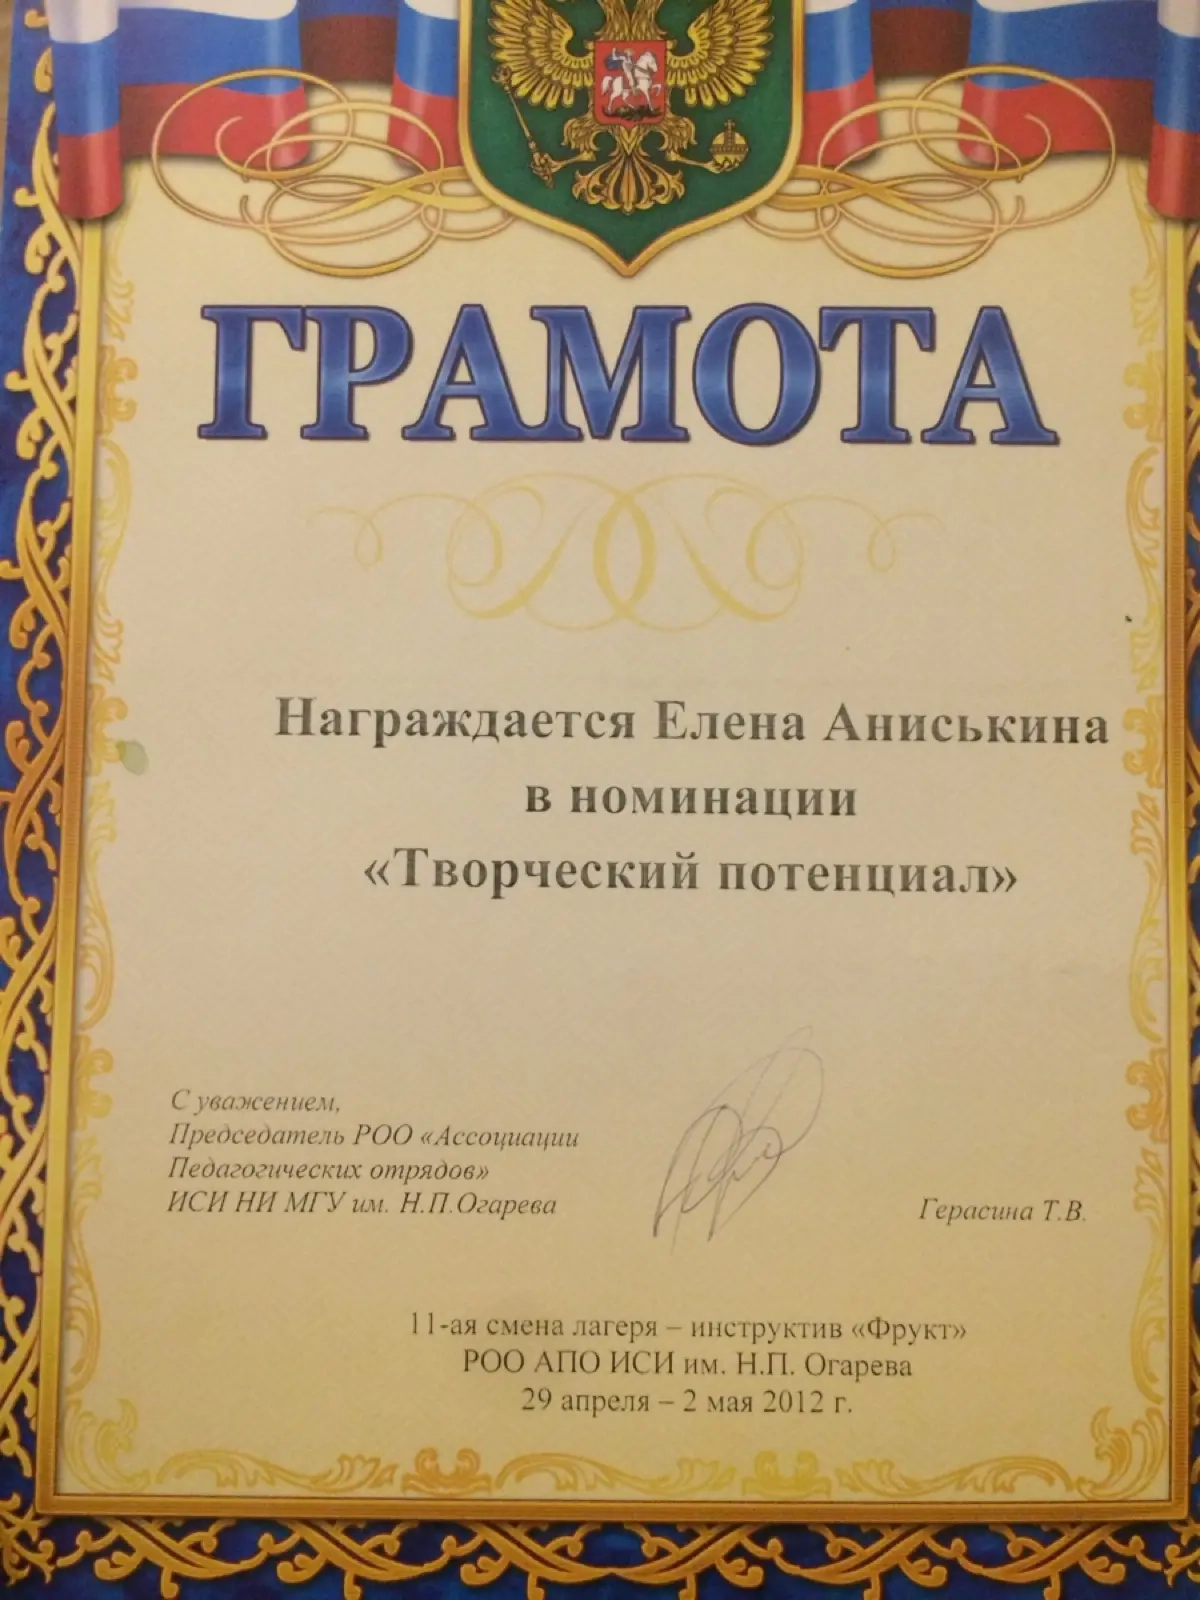 ГРАМОТА
Награждается Елена Аниськина
в номинации
«Творческий потенциал»
С уважением,
Председатель РОО «Ассоциации
Педагогических отрядов»
ИСИ НИ МГУ им. Н.П.Огарева
Герасина Т.В.
11-ая смена лагеря – инструктив «Фрукт»
РОО АПО ИСИ им. Н.П. Огарева
29 апреля – 2 мая 2012 г.